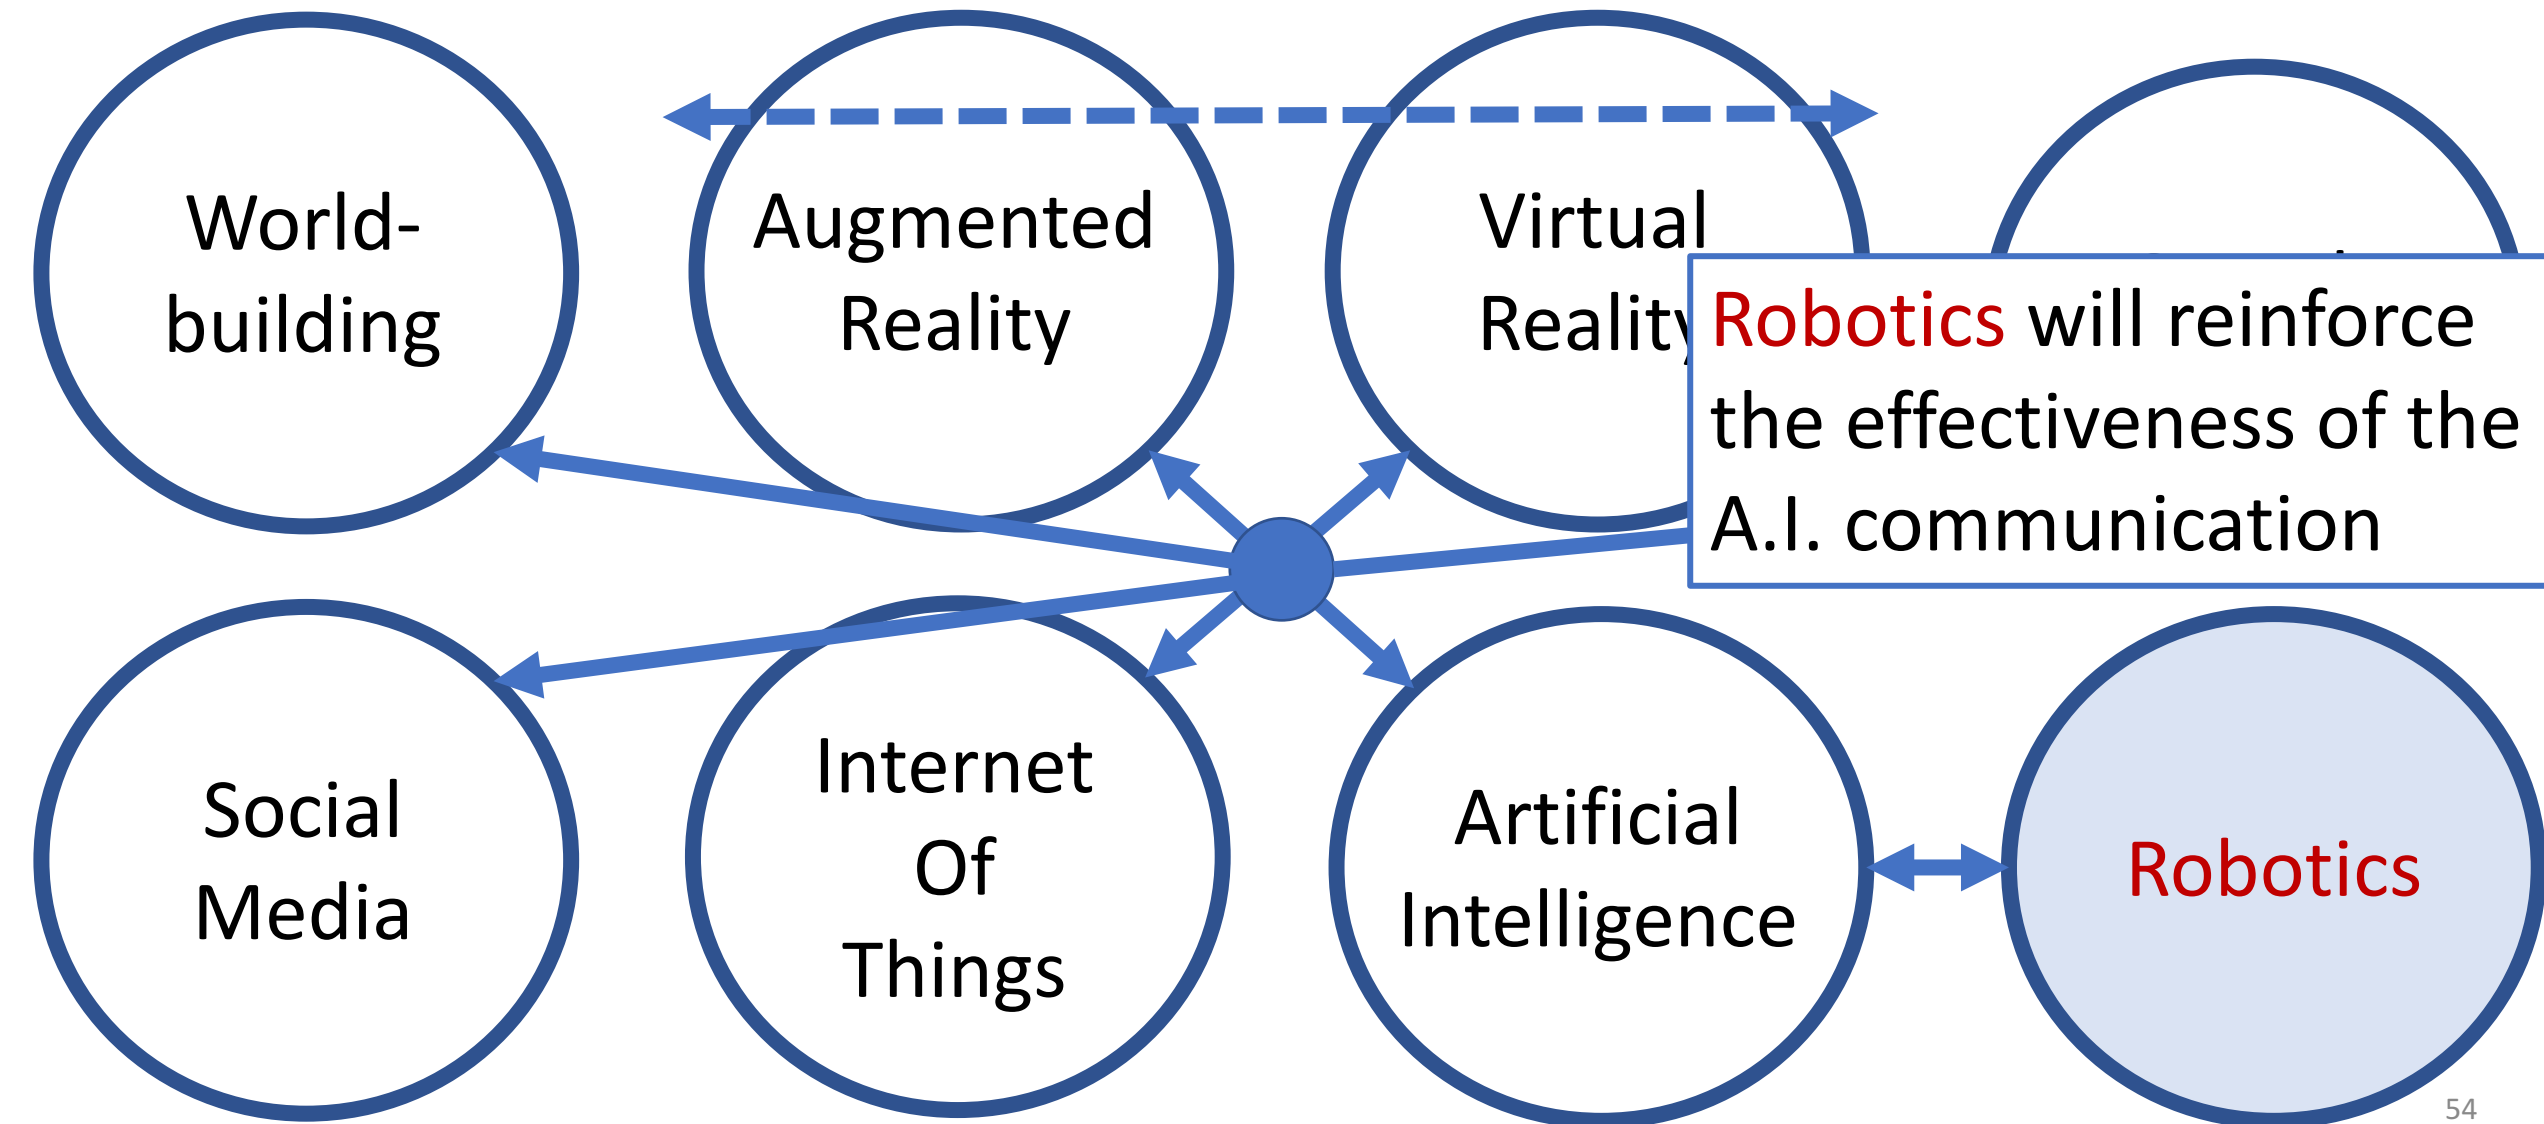 World-
building
Augmented
Reality
Virtual
Reality
Robotics will reinforce
the effectiveness of the
A.I. communication
Social
Media
Internet
Of
Things
Artificial
Intelligence
Robotics
54